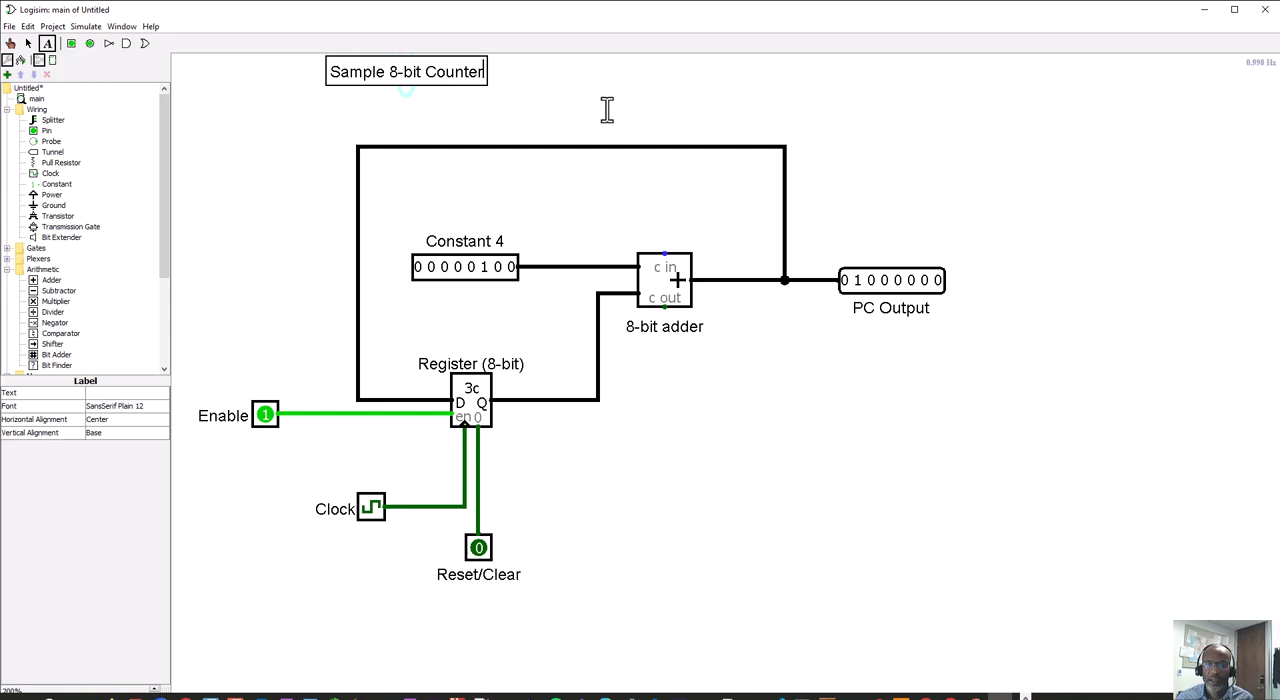 Logisim: main of Untitled
File Edit Project Simulate Window Help
A
Sample 8-bit Counter
0.998 Hz
Untitled*
main
Wiring
Splitter
Pin
Probe
Tunnel
Pull Resistor
Clock
Constant
Power
Ground
Transistor
Transmission Gate
Bit Extender
Gates
Plexers
Arithmetic
Adder
Subtractor
Multiplier
Divider
Negator
Comparator
Shifter
Bit Adder
Bit Finder
Label
Text
Font SansSerif Plain 12
Horizontal Alignment Center
Vertical Alignment Base
200%
Constant 4
0 0 0 0 0 1 0 0
c in
c out
8-bit adder
0 1 0 0 0 0 0 0
PC Output
Register (8-bit)
3c
D Q
en 0
Enable 1
Clock
0
Reset/Clear